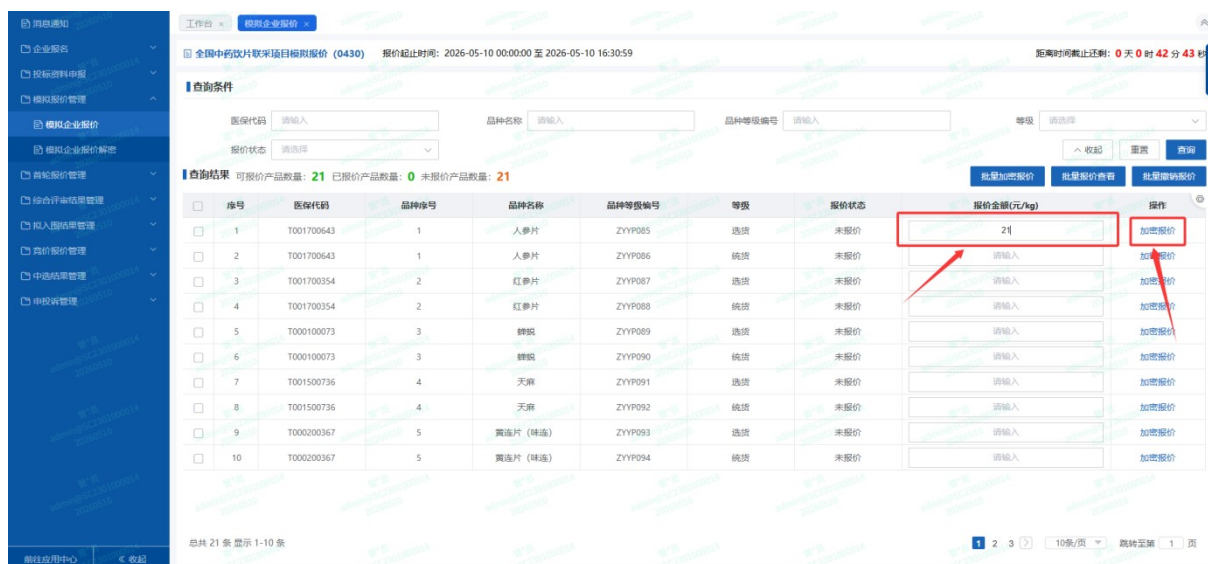 消息通知
企业报名
投标资料申报
模拟报价管理
模拟企业报价
模拟企业报价解密
首轮报价管理
综合评审结果管理
拟入围结果管理
竞价报价管理
中选结果管理
申投诉管理
前往应用中心 《 收起
工作台 × 模拟企业报价 ×
全国中药饮片联采项目模拟报价（0430） 报价起止时间：2026-05-10 00:00:00 至 2026-05-10 16:30:59 距离时间截止还剩：0 天 0 时 42 分 43 秒
查询条件
医保代码 请输入 品种名称 请输入 品种等级编号 请输入 等级 请选择
报价状态 请选择 收起 重置 查询
查询结果 可报价产品数量：21 已报价产品数量：0 未报价产品数量：21 批量加密报价 批量报价查看 批量撤销报价
序号 医保代码 品种序号 品种名称 品种等级编号 等级 报价状态 报价金额(元/kg) 操作
1 T001700643 1 人参片 ZYYP085 选货 未报价 21 加密报价
2 T001700643 1 人参片 ZYYP086 统货 未报价 请输入 加密报价
3 T001700354 2 红参片 ZYYP087 选货 未报价 请输入 加密报价
4 T001700354 2 红参片 ZYYP088 统货 未报价 请输入 加密报价
5 T000100073 3 蝉蜕 ZYYP089 选货 未报价 请输入 加密报价
6 T000100073 3 蝉蜕 ZYYP090 统货 未报价 请输入 加密报价
7 T001500736 4 天麻 ZYYP091 选货 未报价 请输入 加密报价
8 T001500736 4 天麻 ZYYP092 统货 未报价 请输入 加密报价
9 T000200367 5 黄连片（味连） ZYYP093 选货 未报价 请输入 加密报价
10 T000200367 5 黄连片（味连） ZYYP094 统货 未报价 请输入 加密报价
总共 21 条 显示 1-10 条 1 2 3 10条/页 跳转至第 1 页